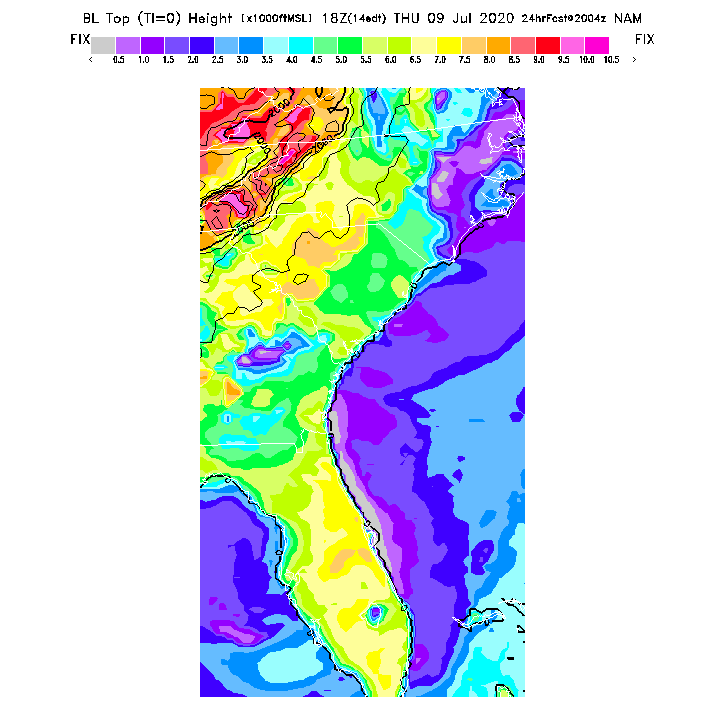 BL Top (TI=0) Height [x1000ftMSL] 18Z(14edt) THU 09 Jul 2020 24hrFcst@2004z NAM
FIX FIX
< 0.5 1.0 1.5 2.0 2.5 3.0 3.5 4.0 4.5 5.0 5.5 6.0 6.5 7.0 7.5 8.0 8.5 9.0 9.5 10.0 10.5 >
2000